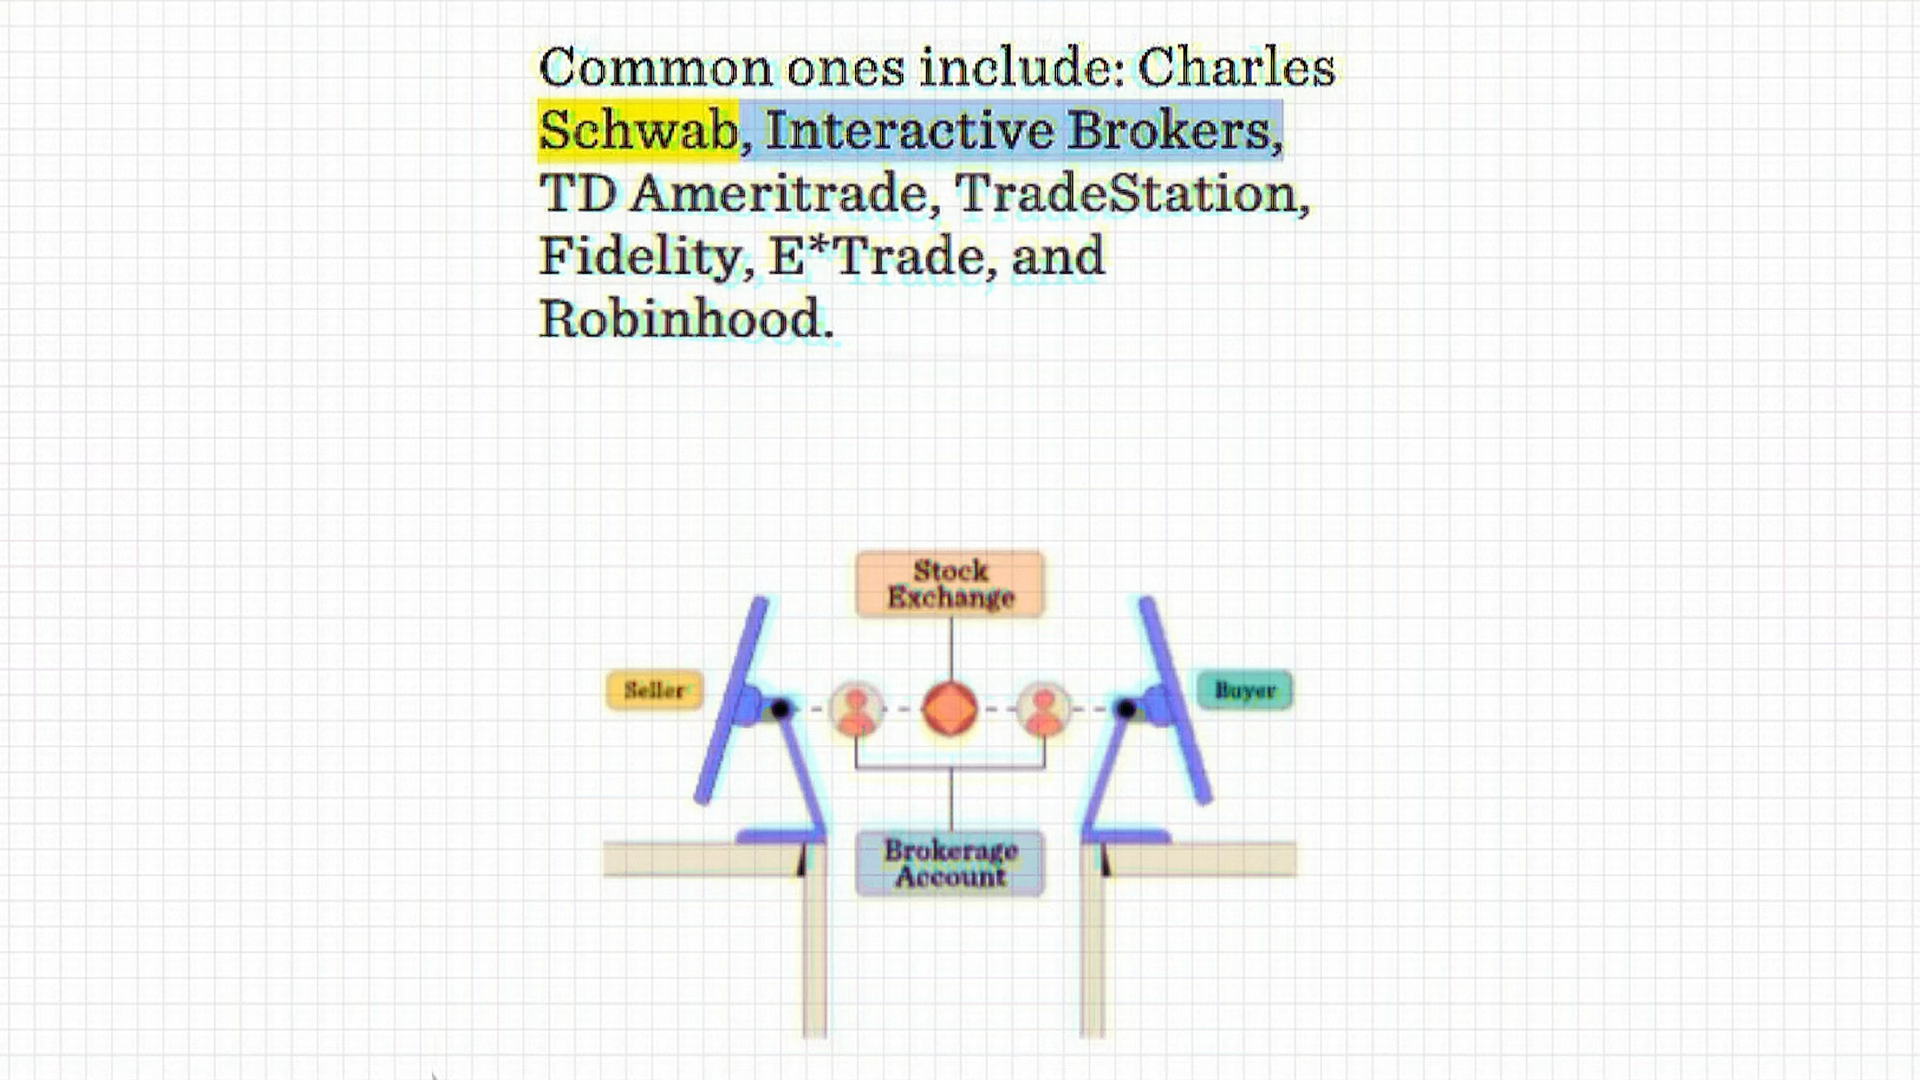 Common ones include: Charles
Schwab, Interactive Brokers,
TD Ameritrade, TradeStation,
Fidelity, E*Trade, and
Robinhood.
Stock
Exchange
Seller
Buyer
Brokerage
Account